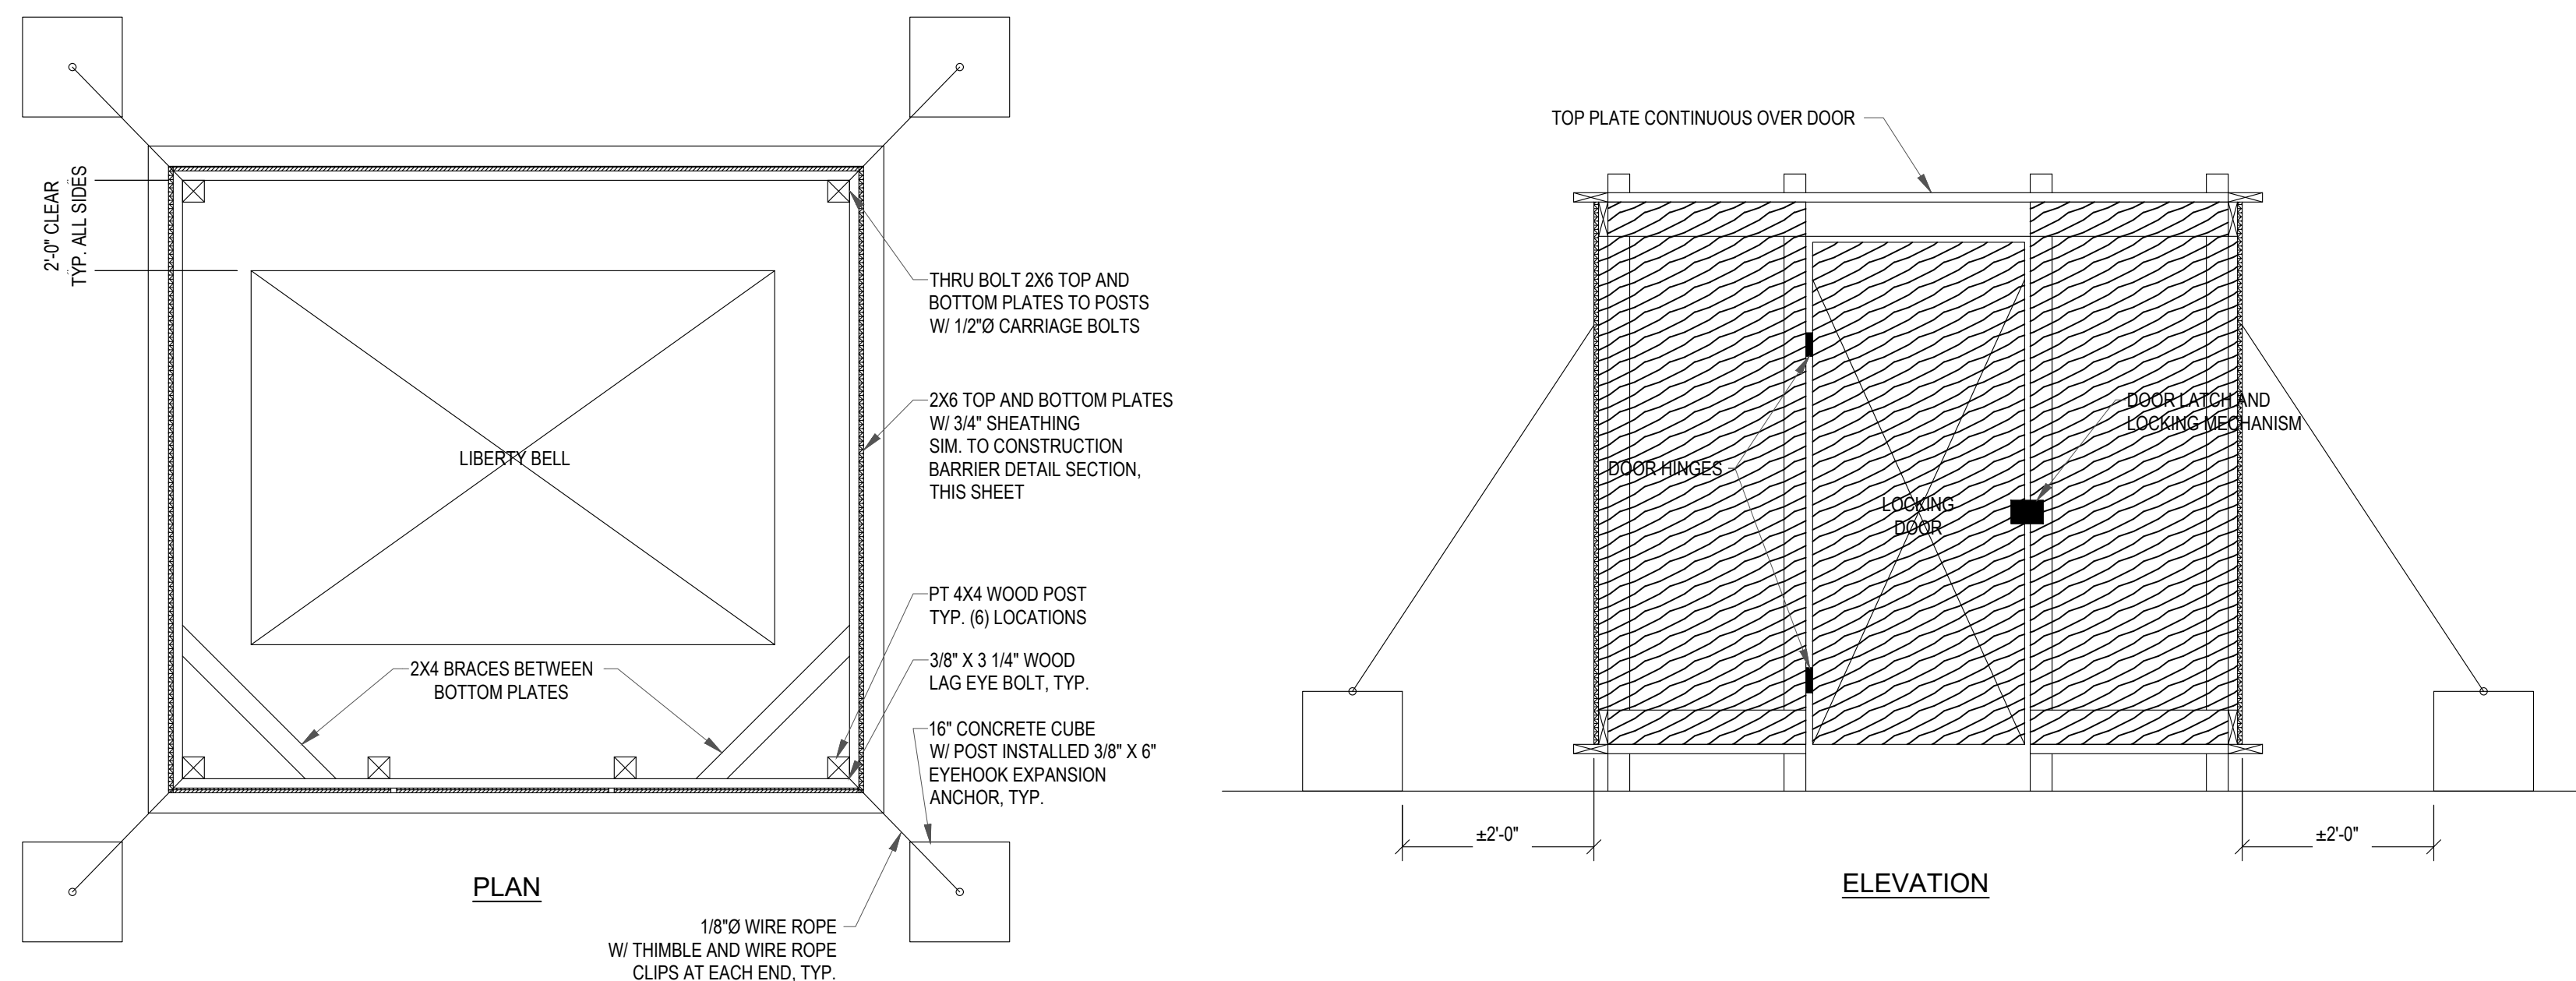 2'-0" CLEAR
TYP. ALL SIDES
LIBERTY BELL
2X4 BRACES BETWEEN
BOTTOM PLATES
THRU BOLT 2X6 TOP AND
BOTTOM PLATES TO POSTS
W/ 1/2"Ø CARRIAGE BOLTS
2X6 TOP AND BOTTOM PLATES
W/ 3/4" SHEATHING
SIM. TO CONSTRUCTION
BARRIER DETAIL SECTION,
THIS SHEET
PT 4X4 WOOD POST
TYP. (6) LOCATIONS
3/8" X 3 1/4" WOOD
LAG EYE BOLT, TYP.
16" CONCRETE CUBE
W/ POST INSTALLED 3/8" X 6"
EYEHOOK EXPANSION
ANCHOR, TYP.
1/8"Ø WIRE ROPE
W/ THIMBLE AND WIRE ROPE
CLIPS AT EACH END, TYP.
PLAN
TOP PLATE CONTINUOUS OVER DOOR
DOOR LATCH AND
LOCKING MECHANISM
DOOR HINGES
LOCKING
DOOR
±2'-0"
±2'-0"
ELEVATION